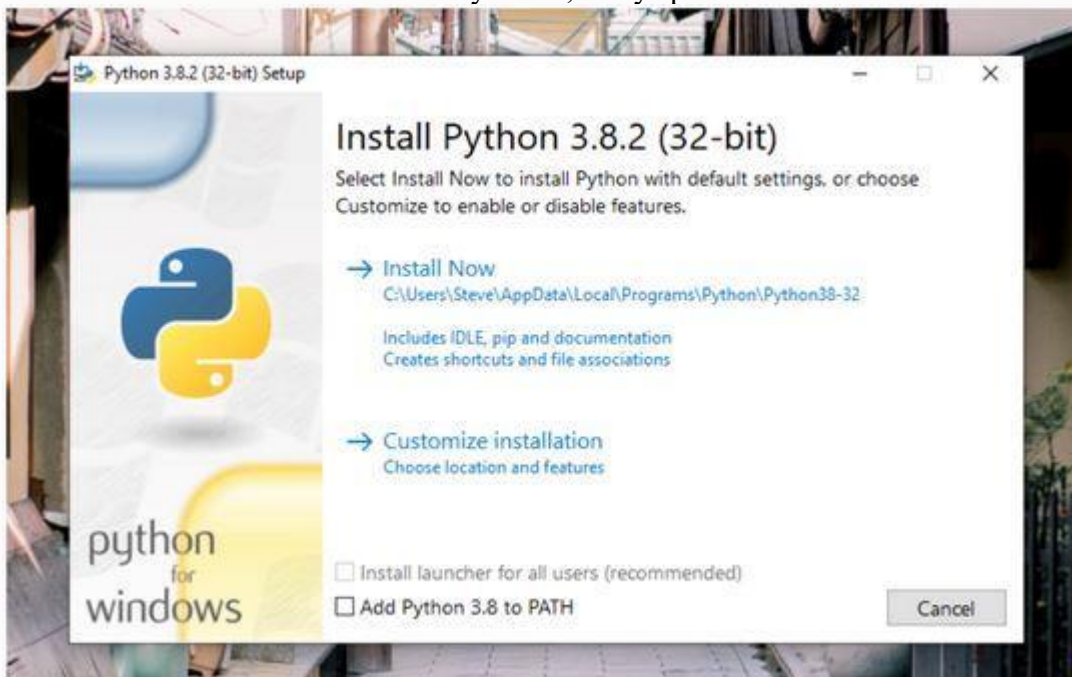 Python 3.8.2 (32-bit) Setup
Install Python 3.8.2 (32-bit)
Select Install Now to install Python with default settings, or choose
Customize to enable or disable features.
Install Now
C:\Users\Steve\AppData\Local\Programs\Python\Python38-32
Includes IDLE, pip and documentation
Creates shortcuts and file associations
Customize installation
Choose location and features
python
for
windows
Install launcher for all users (recommended)
Add Python 3.8 to PATH
Cancel